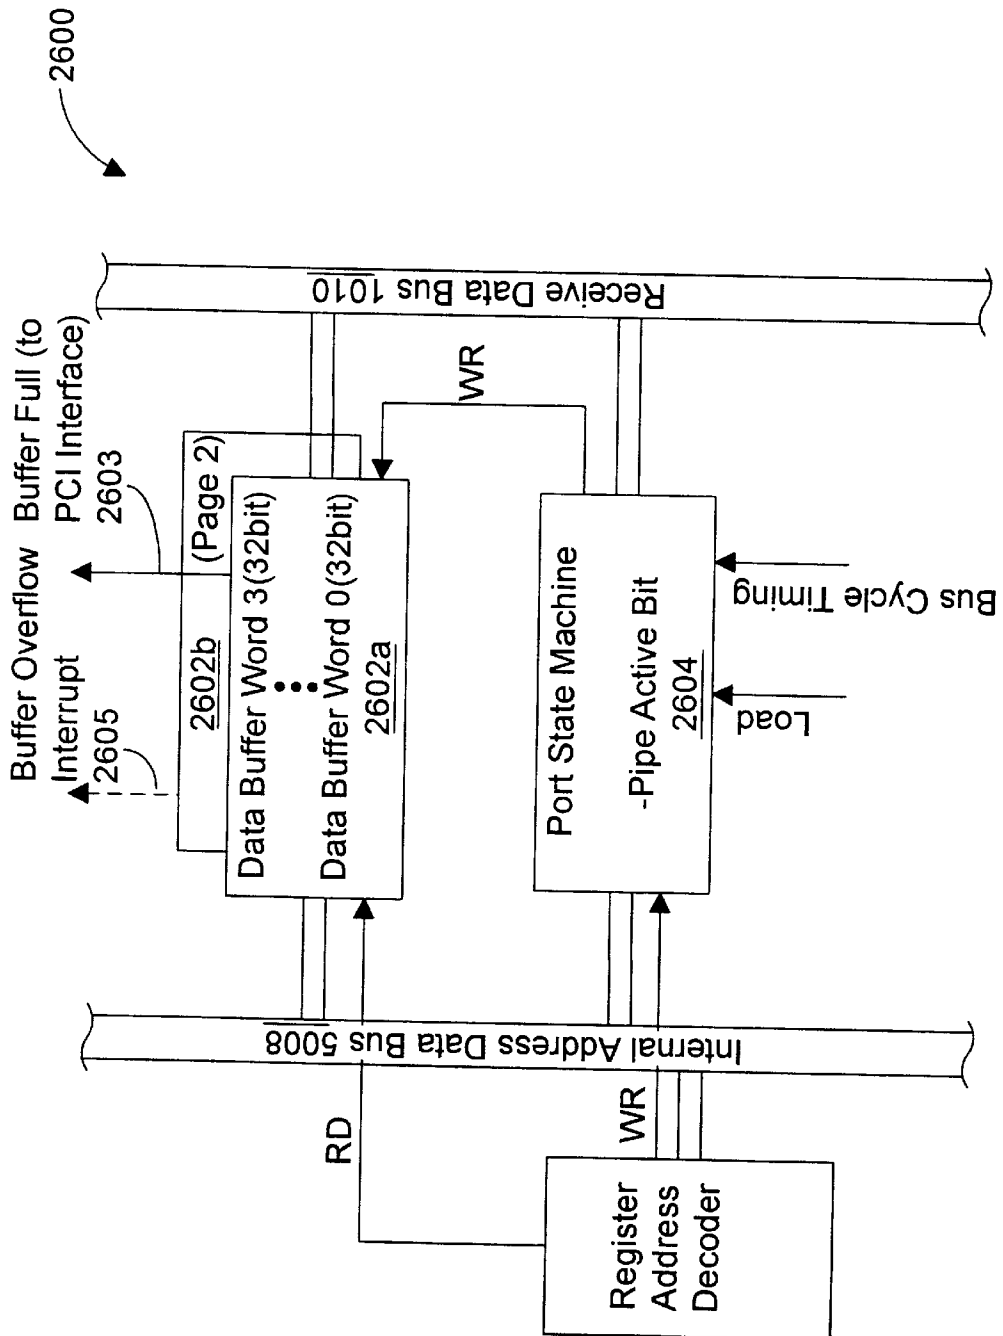 2600
Buffer Overflow
Interrupt
2605
Buffer Full (to
PCI Interface)
2603
2602b
(Page 2)
Data Buffer Word 3(32bit)
Data Buffer Word 0(32bit)
2602a
RD
WR
Internal Address Data Bus 5008
Receive Data Bus 1010
Register
Address
Decoder
WR
Port State Machine
-Pipe Active Bit
2604
Load
Bus Cycle Timing